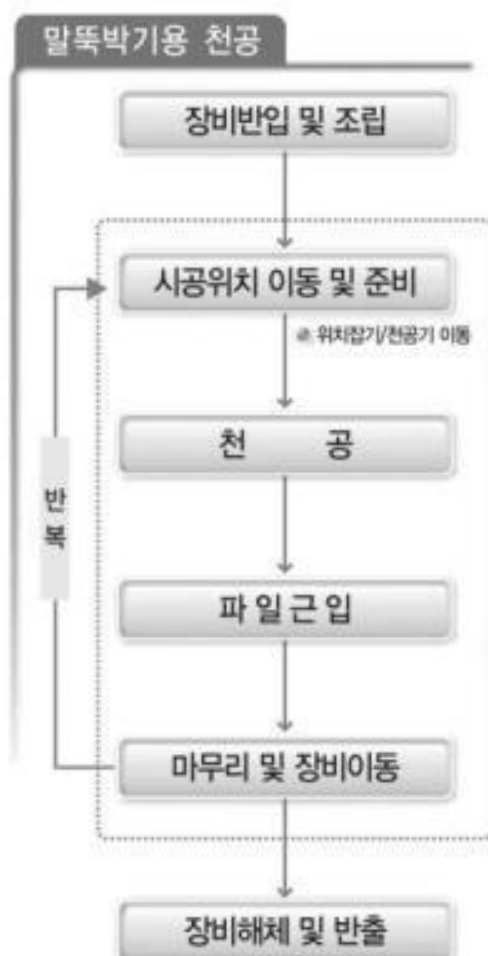 말뚝박기용 천공
장비반입 및 조립
시공위치 이동 및 준비
위치잡기/천공기 이동
천 공
반복
파일근입
마무리 및 장비이동
장비해체 및 반출